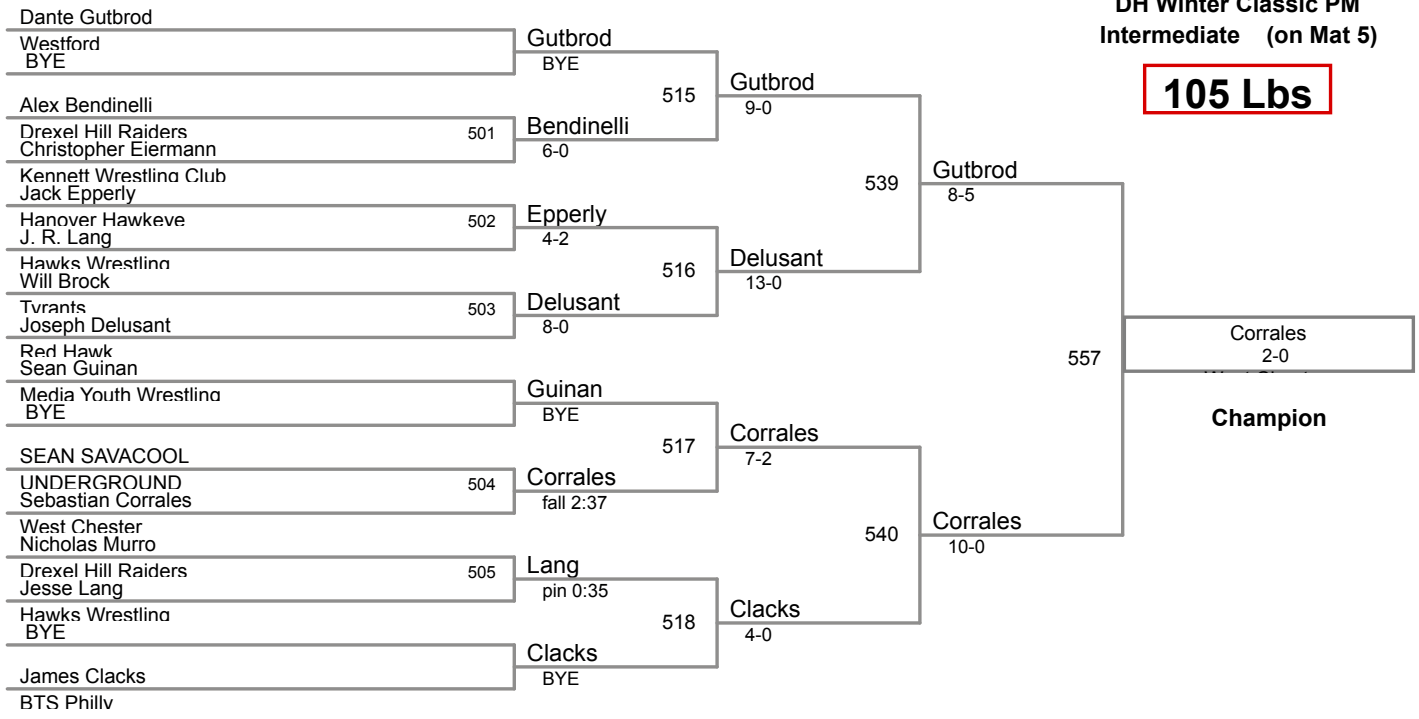 DH Winter Classic PM
Intermediate (on Mat 5)
105 Lbs
Dante Gutbrod
Westford
BYE
Alex Bendinelli
Drexel Hill Raiders
Christopher Eiermann
Kennett Wrestling Club
Jack Epperly
Hanover Hawkeye
J. R. Lang
Hawks Wrestling
Will Brock
Tyrants
Joseph Delusant
Red Hawk
Sean Guinan
Media Youth Wrestling
BYE
SEAN SAVACOOL
UNDERGROUND
Sebastian Corrales
West Chester
Nicholas Murro
Drexel Hill Raiders
Jesse Lang
Hawks Wrestling
BYE
James Clacks
BTS Philly
501
502
503
504
505
Gutbrod
BYE
Bendinelli
6-0
Epperly
4-2
Delusant
8-0
Guinan
BYE
Corrales
fall 2:37
Lang
pin 0:35
Clacks
BYE
515
516
517
518
Gutbrod
9-0
Delusant
13-0
Corrales
7-2
Clacks
4-0
539
540
Gutbrod
8-5
Corrales
10-0
557
Corrales
2-0
Champion